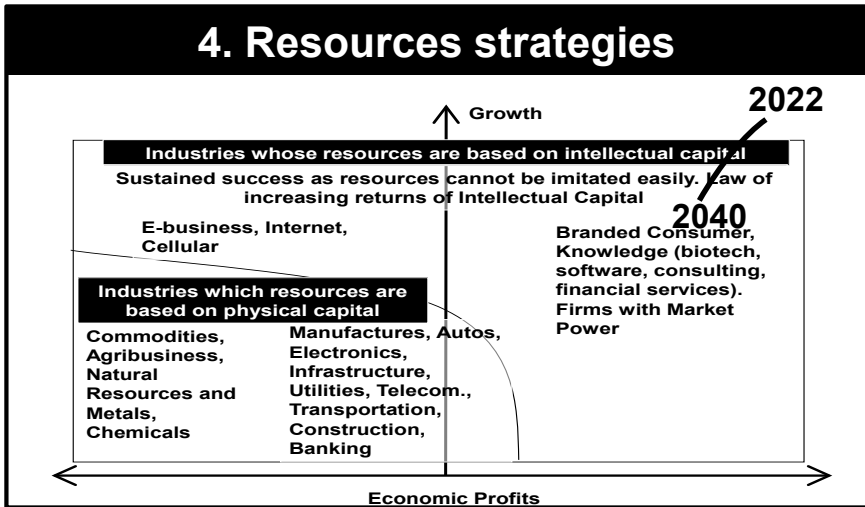 4. Resources strategies
2022
Growth
Industries whose resources are based on intellectual capital
Sustained success as resources cannot be imitated easily. Law of
increasing returns of Intellectual Capital
2040
E-business, Internet,
Cellular
Branded Consumer,
Knowledge (biotech,
software, consulting,
financial services).
Firms with Market
Power
Industries which resources are
based on physical capital
Commodities,
Agribusiness,
Natural
Resources and
Metals,
Chemicals
Manufactures, Autos,
Electronics,
Infrastructure,
Utilities, Telecom.,
Transportation,
Construction,
Banking
Economic Profits